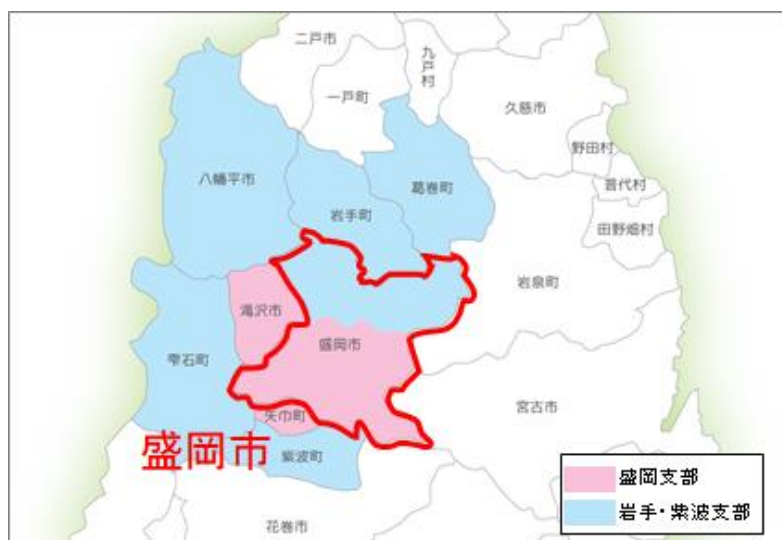 二戸市
九戸村
一戸町
久慈市
野田村
普代村
田野畑村
八幡平市
葛巻町
岩手町
岩泉町
滝沢市
盛岡市
雫石町
宮古市
矢巾町
盛岡市
紫波町
花巻市
盛岡支部
岩手・紫波支部